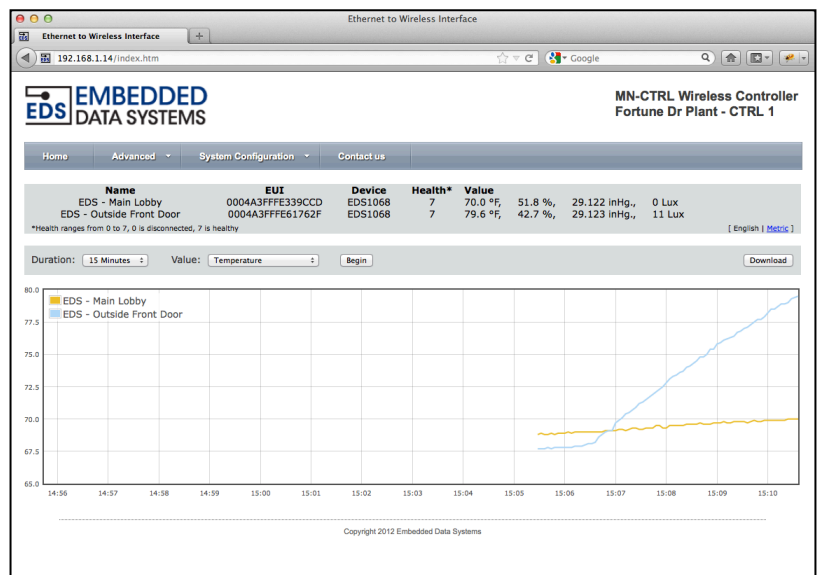 Ethernet to Wireless Interface
EDS Ethernet to Wireless Interface +
EDS 192.168.1.14/index.htm Google
EDS EMBEDDED DATA SYSTEMS
MN-CTRL Wireless Controller
Fortune Dr Plant - CTRL 1
Home Advanced System Configuration Contact us
Name EUI Device Health* Value
EDS - Main Lobby 0004A3FFFE339CCD EDS1068 7 70.0 ºF, 51.8 %, 29.122 inHg., 0 Lux
EDS - Outside Front Door 0004A3FFFE61762F EDS1068 7 79.6 ºF, 42.7 %, 29.123 inHg., 11 Lux
*Health ranges from 0 to 7, 0 is disconnected, 7 is healthy [ English | Metric ]
Duration: 15 Minutes Value: Temperature Begin Download
80.0
EDS - Main Lobby
EDS - Outside Front Door
77.5
75.0
72.5
70.0
67.5
65.0
14:56 14:57 14:58 14:59 15:00 15:01 15:02 15:03 15:04 15:05 15:06 15:07 15:08 15:09 15:10
Copyright 2012 Embedded Data Systems